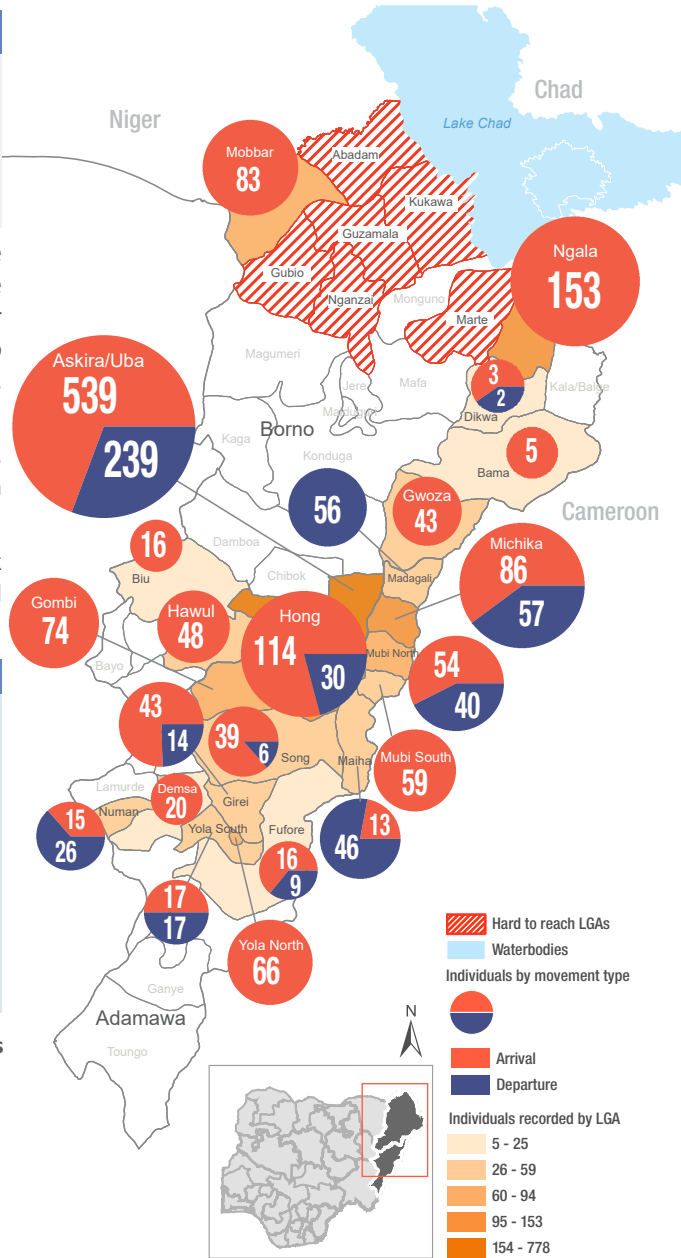 Niger
Chad
Lake Chad
Mobbar
83
Abadam
Kukawa
Guzamala
Ngala
153
Gubio
Nganzai
Monguno
Marte
Askira/Uba
539
239
Magumeri
Jere
Mafa
3
2
Dikwa
Kala/Balge
Kaga
Borno
Konduga
5
Bama
56
Gwoza
43
Cameroon
Damboa
16
Biu
Chibok
Madagali
Michika
86
57
Gombi
74
Hawul
48
Hong
114
30
Mubi North
Bayo
54
40
43
14
39
6
Song
Maiha
Mubi South
59
Lamurde
Demsa
20
Girei
Numan
Yola South
Fufore
15
26
13
46
16
9
17
17
Yola North
66
Ganye
Adamawa
Toungo
N
Hard to reach LGAs
Waterbodies
Individuals by movement type
Arrival
Departure
Individuals recorded by LGA
5 - 25
26 - 59
60 - 94
95 - 153
154 - 778